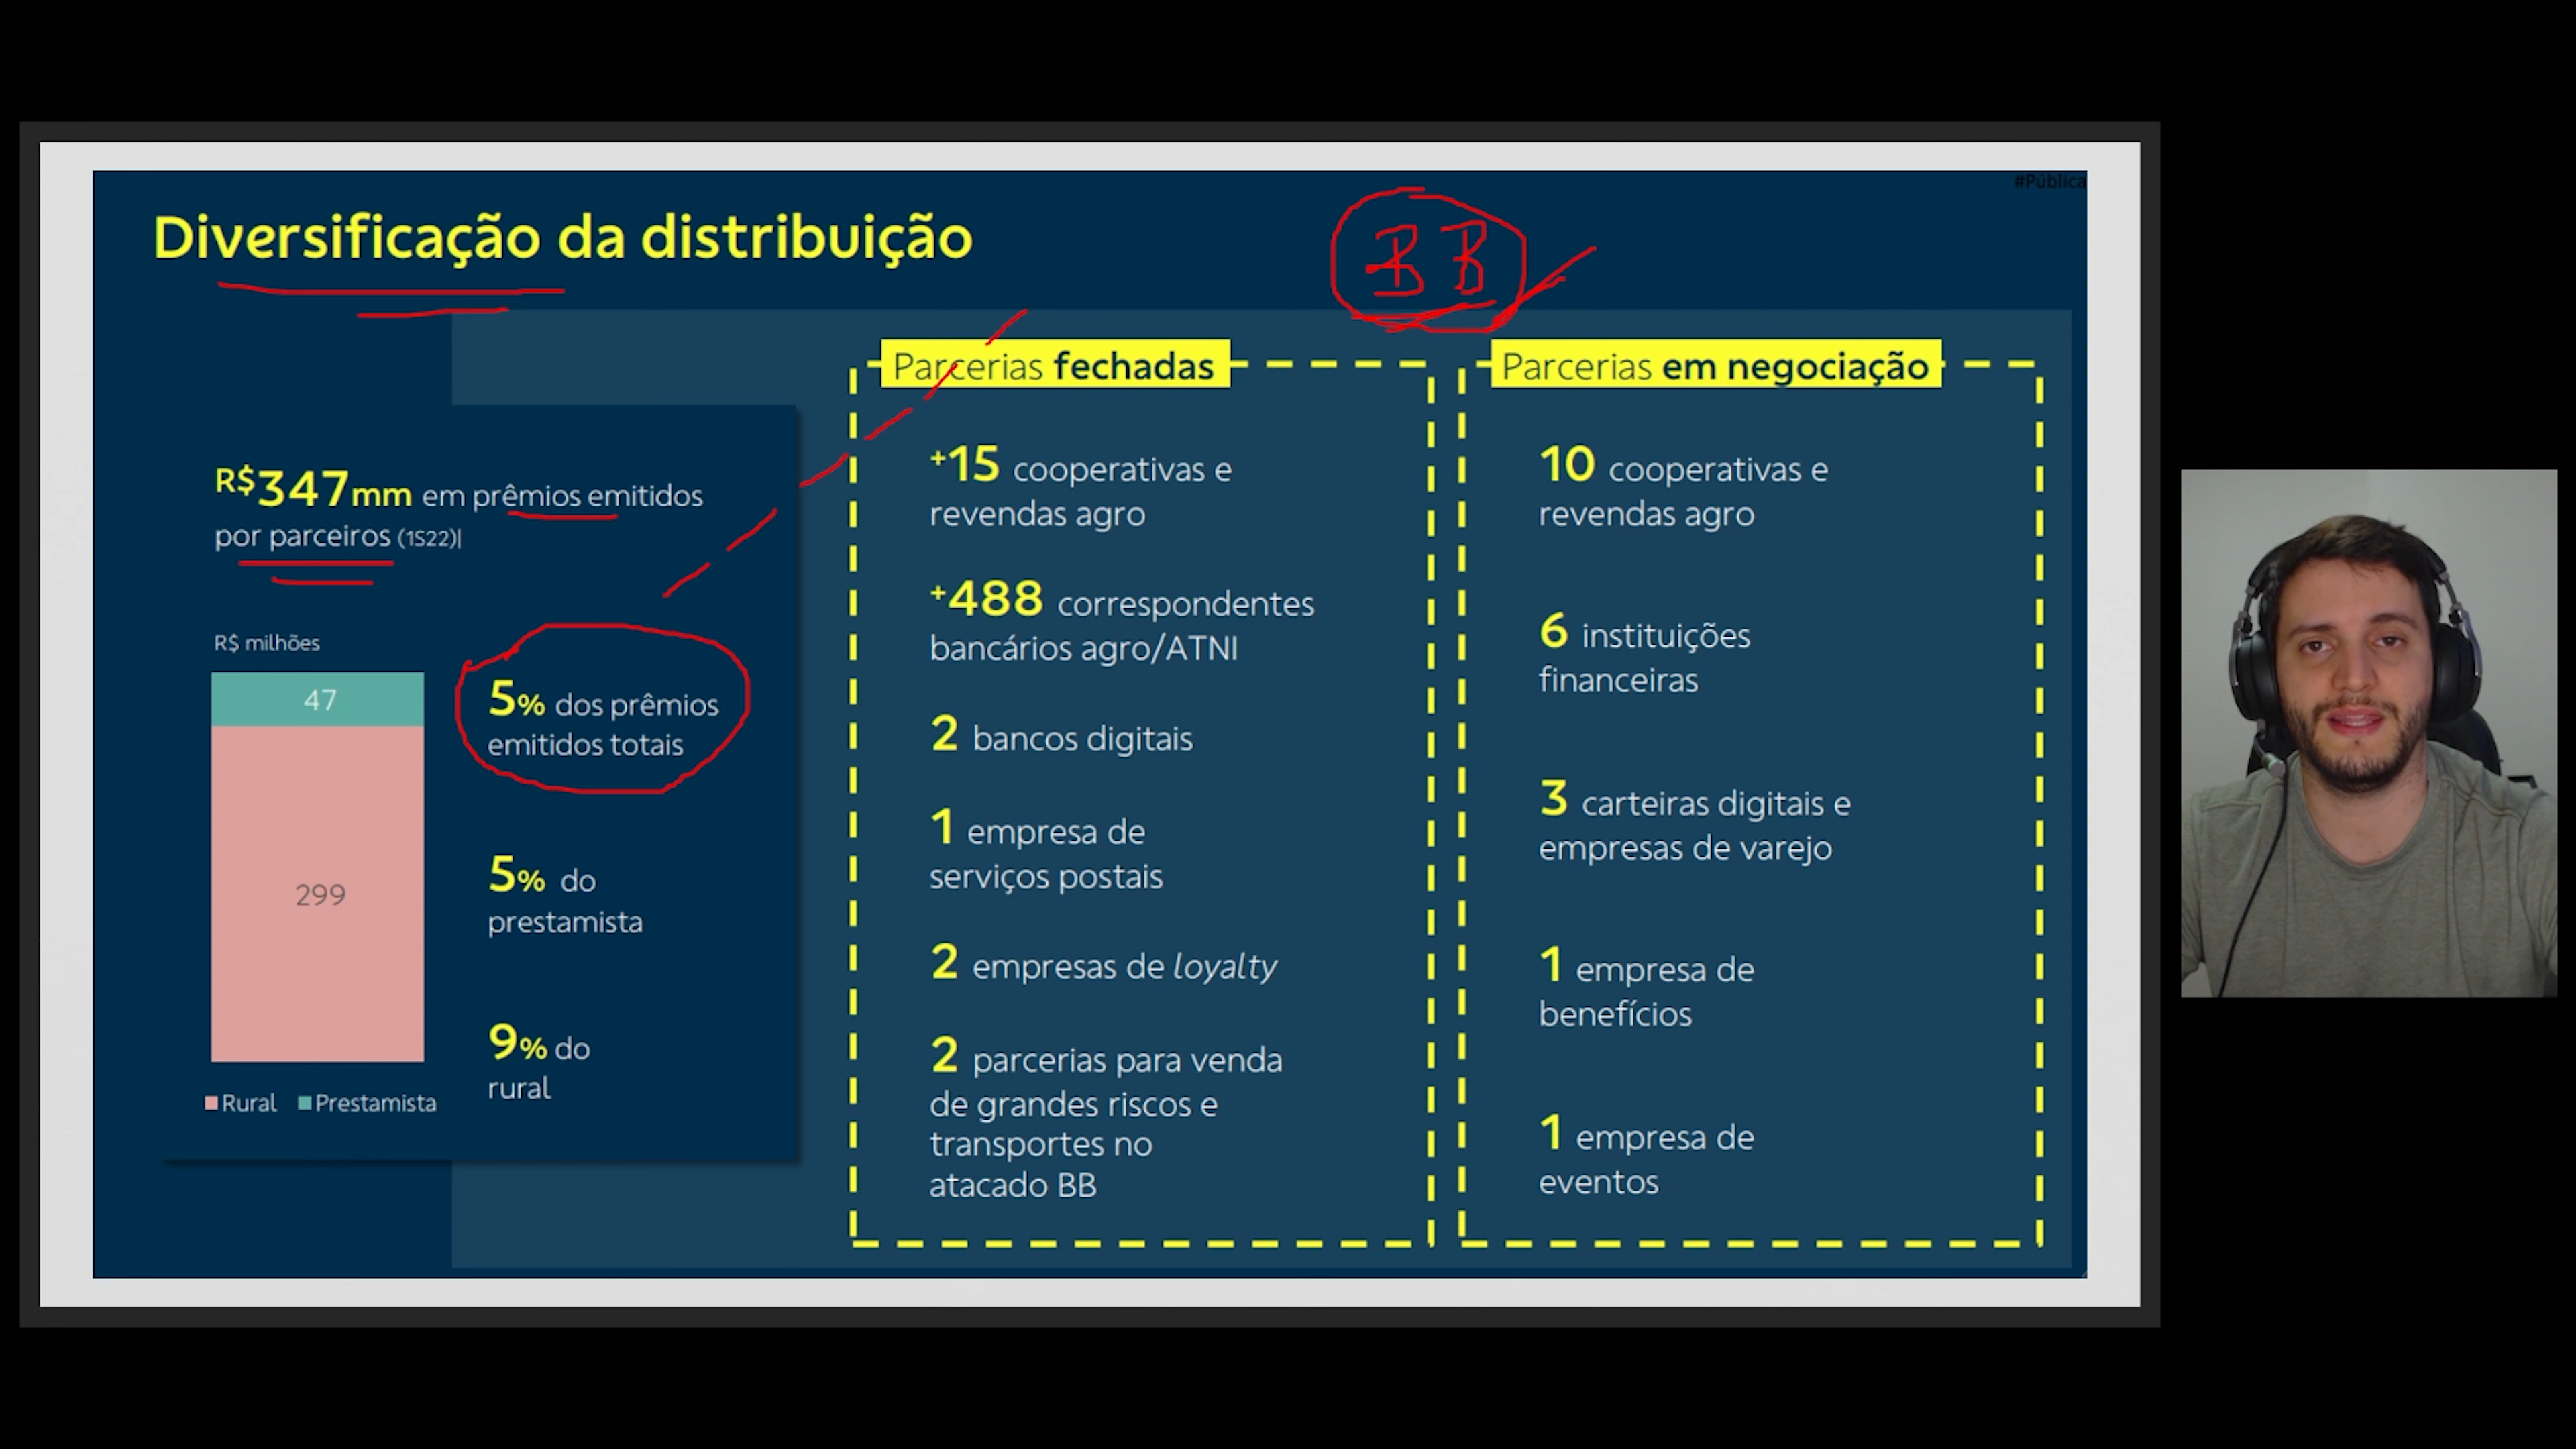 #Pública
Diversificação da distribuição
BB
R$347mm em prêmios emitidos
por parceiros (1S22)|
R$ milhões
47
299
Rural Prestamista
5% dos prêmios
emitidos totais
5% do
prestamista
9% do
rural
Parcerias fechadas
+15 cooperativas e
revendas agro
+488 correspondentes
bancários agro/ATNI
2 bancos digitais
1 empresa de
serviços postais
2 empresas de loyalty
2 parcerias para venda
de grandes riscos e
transportes no
atacado BB
Parcerias em negociação
10 cooperativas e
revendas agro
6 instituições
financeiras
3 carteiras digitais e
empresas de varejo
1 empresa de
benefícios
1 empresa de
eventos